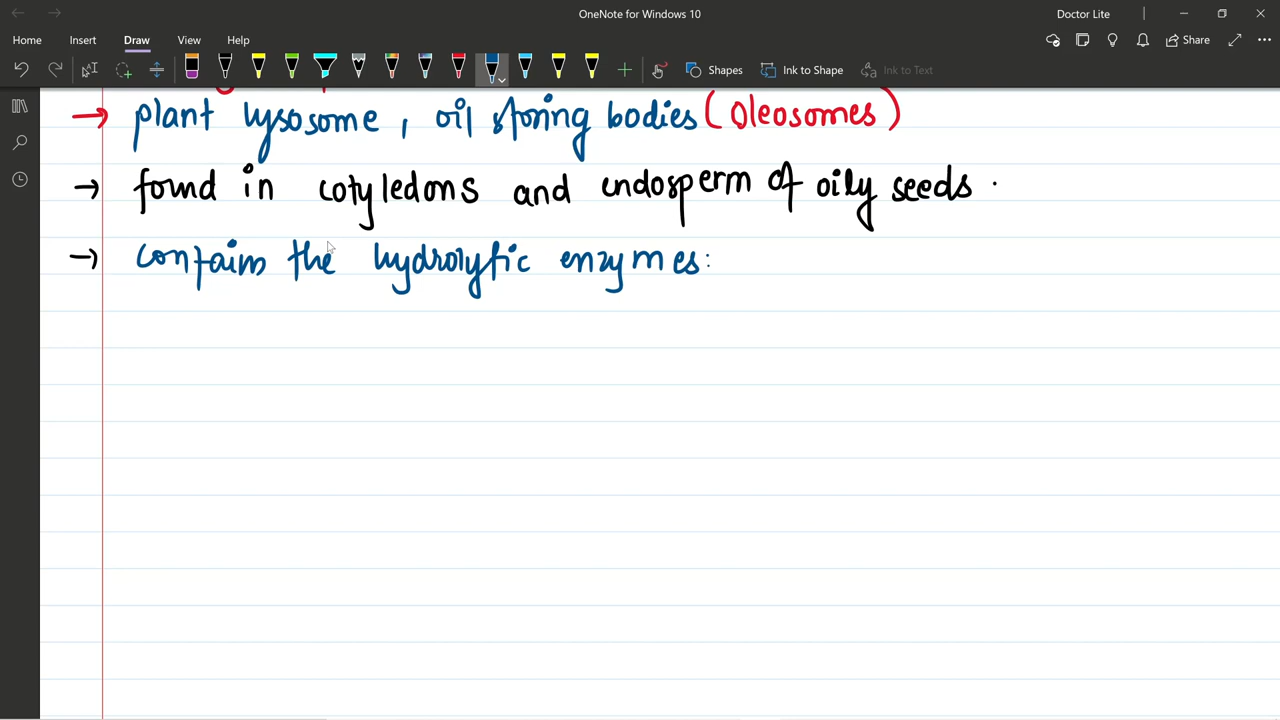 OneNote for Windows 10
Doctor Lite
Home Insert Draw View Help
Share
Shapes Ink to Shape Ink to Text
→ plant lysosome, oil storing bodies (Oleosomes)
→ found in cotyledons and endosperm of oily seeds.
→ contains the hydrolytic enzymes: